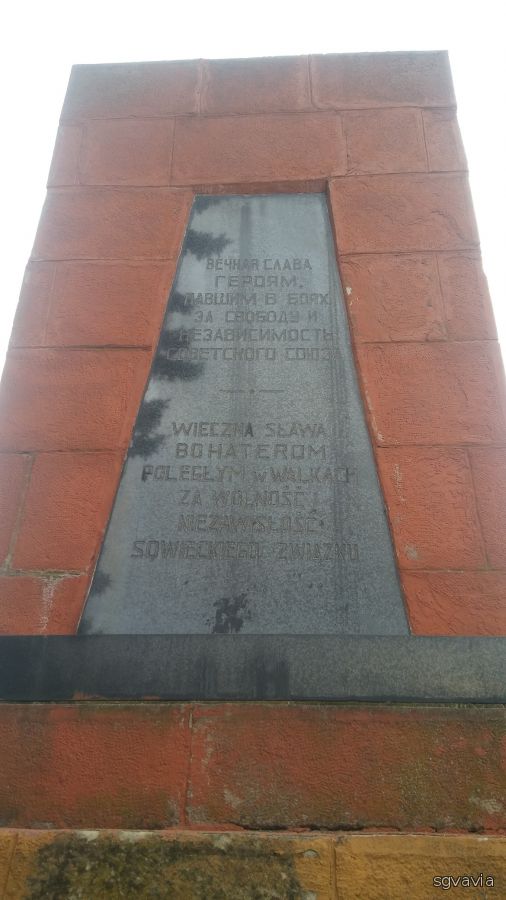 ВЕЧНАЯ СЛАВА
ГЕРОЯМ,
ПАВШИМ В БОЯХ
ЗА СВОБОДУ И
НЕЗАВИСИМОСТЬ
СОВЕТСКОГО СОЮЗА
WIECZNA SŁAWA
BOHATEROM
POLEGŁYM W WALKACH
ZA WOLNOŚĆ I
NIEZAWISŁOŚĆ
SOWIECKIEGO ZWIĄZKU
sgvavia